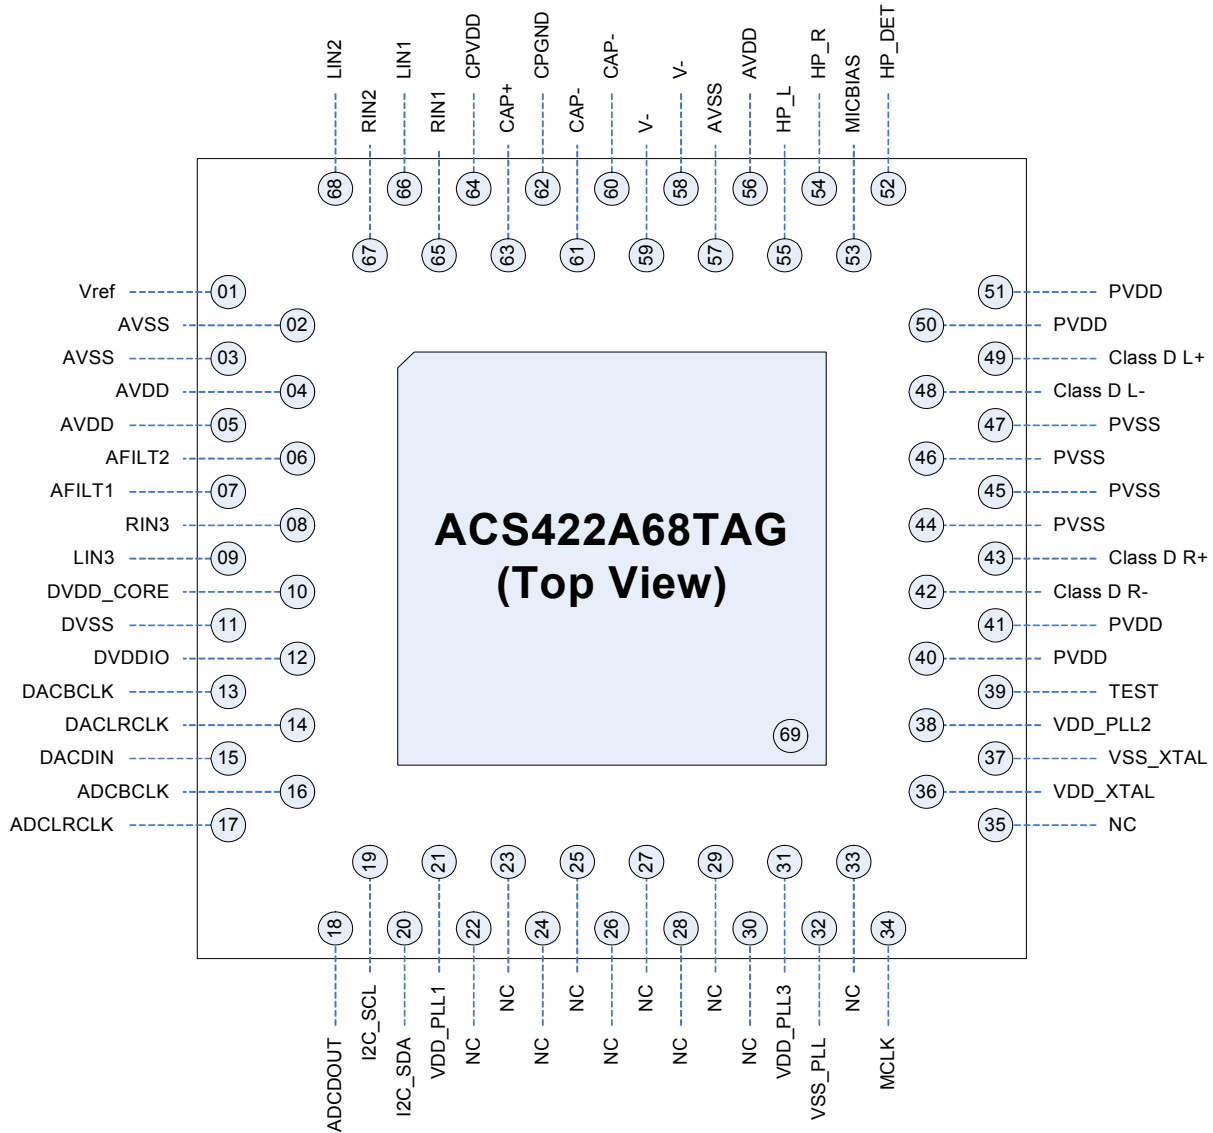 LIN2
RIN2
LIN1
RIN1
CPVDD
CAP+
CPGND
CAP-
CAP-
V-
V-
AVSS
AVDD
HP_L
HP_R
MICBIAS
HP_DET
68
67
66
65
64
63
62
61
60
59
58
57
56
55
54
53
52
Vref 01
AVSS 02
AVSS 03
AVDD 04
AVDD 05
AFILT2 06
AFILT1 07
RIN3 08
LIN3 09
DVDD_CORE 10
DVSS 11
DVDDIO 12
DACBCLK 13
DACLRCLK 14
DACDIN 15
ADCBCLK 16
ADCLRCLK 17
ACS422A68TAG
(Top View)
69
51 PVDD
50 PVDD
49 Class D L+
48 Class D L-
47 PVSS
46 PVSS
45 PVSS
44 PVSS
43 Class D R+
42 Class D R-
41 PVDD
40 PVDD
39 TEST
38 VDD_PLL2
37 VSS_XTAL
36 VDD_XTAL
35 NC
18
19
20
21
22
23
24
25
26
27
28
29
30
31
32
33
34
ADCDOUT
I2C_SCL
I2C_SDA
VDD_PLL1
NC
NC
NC
NC
NC
NC
NC
NC
NC
VDD_PLL3
VSS_PLL
NC
MCLK